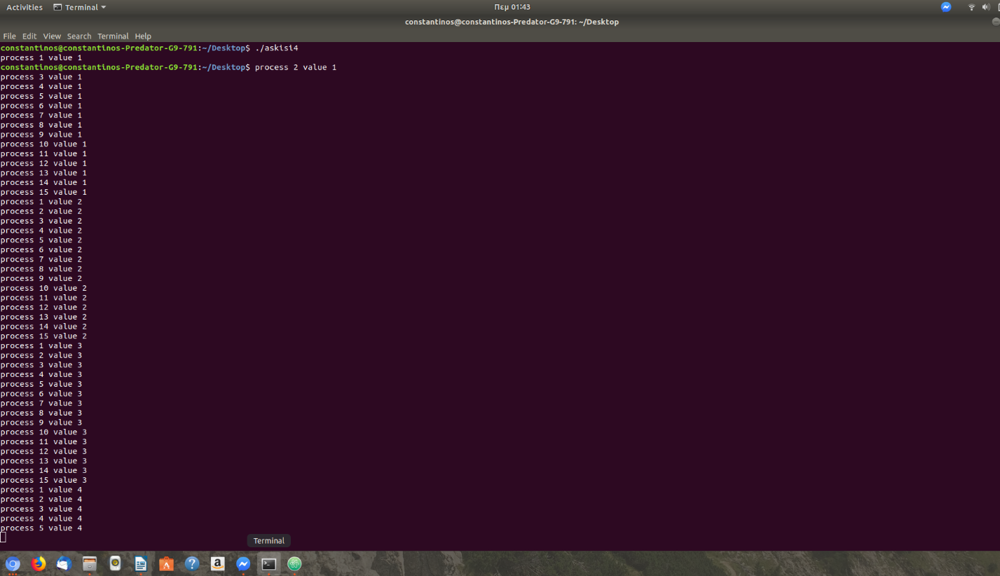 Activities Terminal Πεμ 01:43
constantinos@constantinos-Predator-G9-791: ~/Desktop
File Edit View Search Terminal Help
constantinos@constantinos-Predator-G9-791:~/Desktop$ ./askisi4
process 1 value 1
constantinos@constantinos-Predator-G9-791:~/Desktop$ process 2 value 1
process 3 value 1
process 4 value 1
process 5 value 1
process 6 value 1
process 7 value 1
process 8 value 1
process 9 value 1
process 10 value 1
process 11 value 1
process 12 value 1
process 13 value 1
process 14 value 1
process 15 value 1
process 1 value 2
process 2 value 2
process 3 value 2
process 4 value 2
process 5 value 2
process 6 value 2
process 7 value 2
process 8 value 2
process 9 value 2
process 10 value 2
process 11 value 2
process 12 value 2
process 13 value 2
process 14 value 2
process 15 value 2
process 1 value 3
process 2 value 3
process 3 value 3
process 4 value 3
process 5 value 3
process 6 value 3
process 7 value 3
process 8 value 3
process 9 value 3
process 10 value 3
process 11 value 3
process 12 value 3
process 13 value 3
process 14 value 3
process 15 value 3
process 1 value 4
process 2 value 4
process 3 value 4
process 4 value 4
process 5 value 4
Terminal